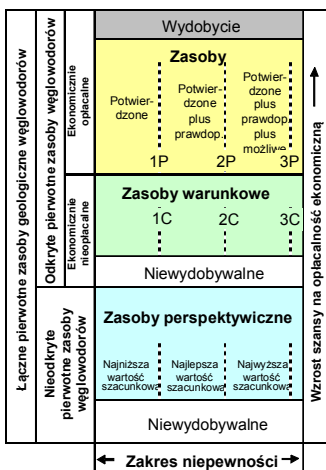 Łączne pierwotne zasoby geologiczne węglowodorów
Odkryte pierwotne zasoby węglowodorów
Ekonomicznie
opłacalne
Ekonomicznie
nieopłacalne
Nieodkryte
pierwotne zasoby
węglowodorów
Wydobycie
Zasoby
Potwier-
dzone
Potwier-
dzone
plus
prawdop.
Potwier-
dzone
plus
prawdop
plus
możliwe
1P
2P
3P
Zasoby warunkowe
1C
2C
3C
Niewydobywalne
Zasoby perspektywiczne
Najniższa
wartość
szacunkowa
Najlepsza
wartość
szacunkowa
Najwyższa
wartość
szacunkowa
Niewydobywalne
Zakres niepewności
Wzrost szansy na opłacalność ekonomiczną